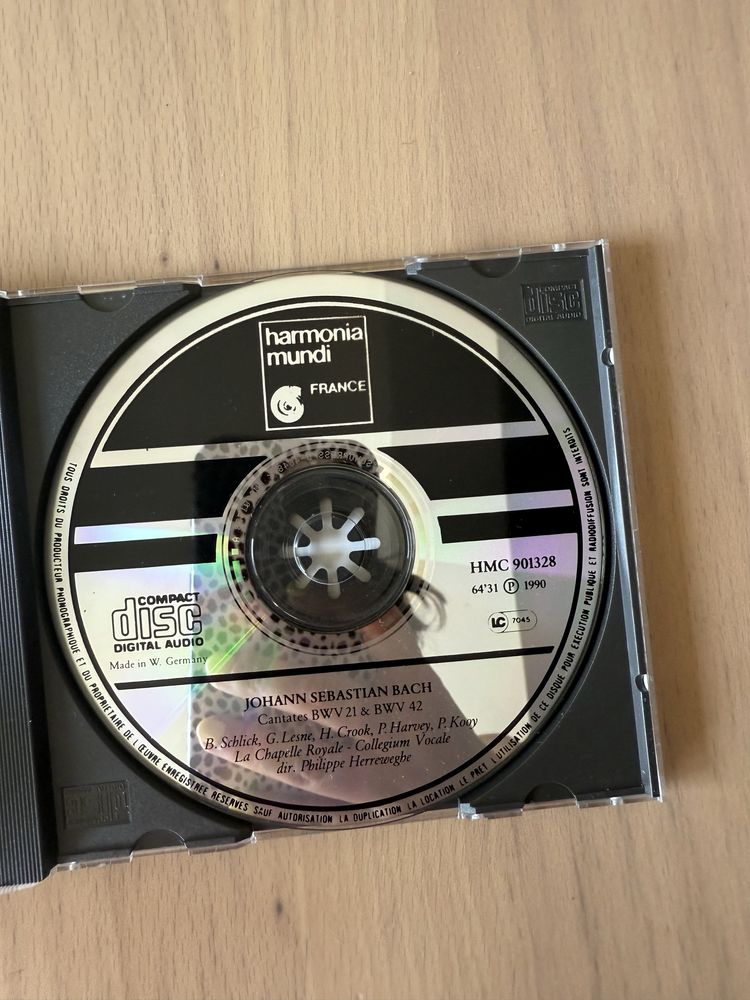 COMPACT
disc
DIGITAL AUDIO
harmonia
mundi
FRANCE
HMC 901328
64'31 Ⓟ 1990
LC 7045
COMPACT
disc
DIGITAL AUDIO
Made in W. Germany
JOHANN SEBASTIAN BACH
Cantates BWV 21 & BWV 42
B. Schlick, G. Lesne, H. Crook, P. Harvey, P. Kooy
La Chapelle Royale - Collegium Vocale
dir. Philippe Herreweghe
TOUS DROITS DU PRODUCTEUR PHONOGRAPHIQUE ET DU PROPRIETAIRE DE L'ŒUVRE ENREGISTREE RESERVES SAUF AUTORISATION LA DUPLICATION LA LOCATION LE PRET L'UTILISATION DE CE DISQUE POUR EXECUTION PUBLIQUE ET RADIODIFFUSION SONT INTERDITS